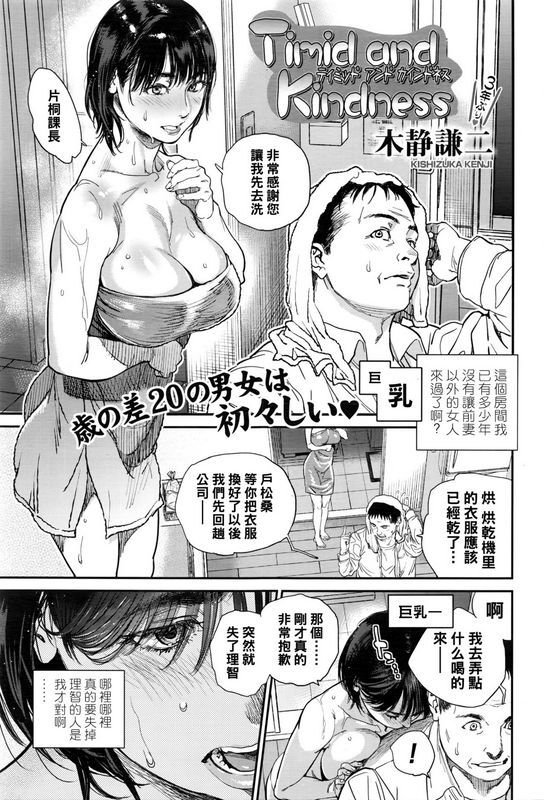 Timid and
Kindness
ティミッド アンド カインドネス
木静謙二
KISHIZUKA KENJI
片桐課長
非常感謝您
讓我先去洗
巨
乳
這個房間我
已有多少年
沒有讓前妻
以外的女人
來過了啊?
歳の差20の男女は
初々しい♥
烘 烘乾機里
的衣服應該
已經乾了…
戶松桑
等你把衣服
換好了以後
我們先回趟
公司—
啊
我去弄點
什么喝的
來—
巨乳—
那個……
剛才真的
非常抱歉
!
突然就
失了理智
哪裡哪裡
真的要失掉
理智的人是
我才對啊
……